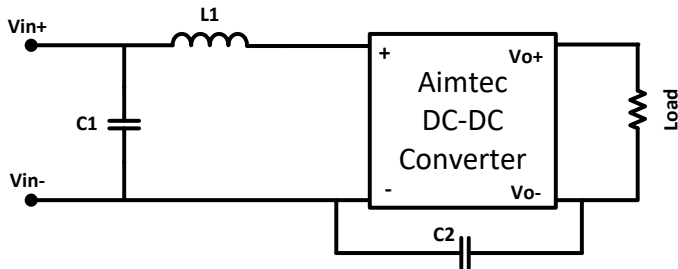 Vin+
L1
C1
Vin-
+
-
Aimtec
DC-DC
Converter
Vo+
Vo-
Load
C2